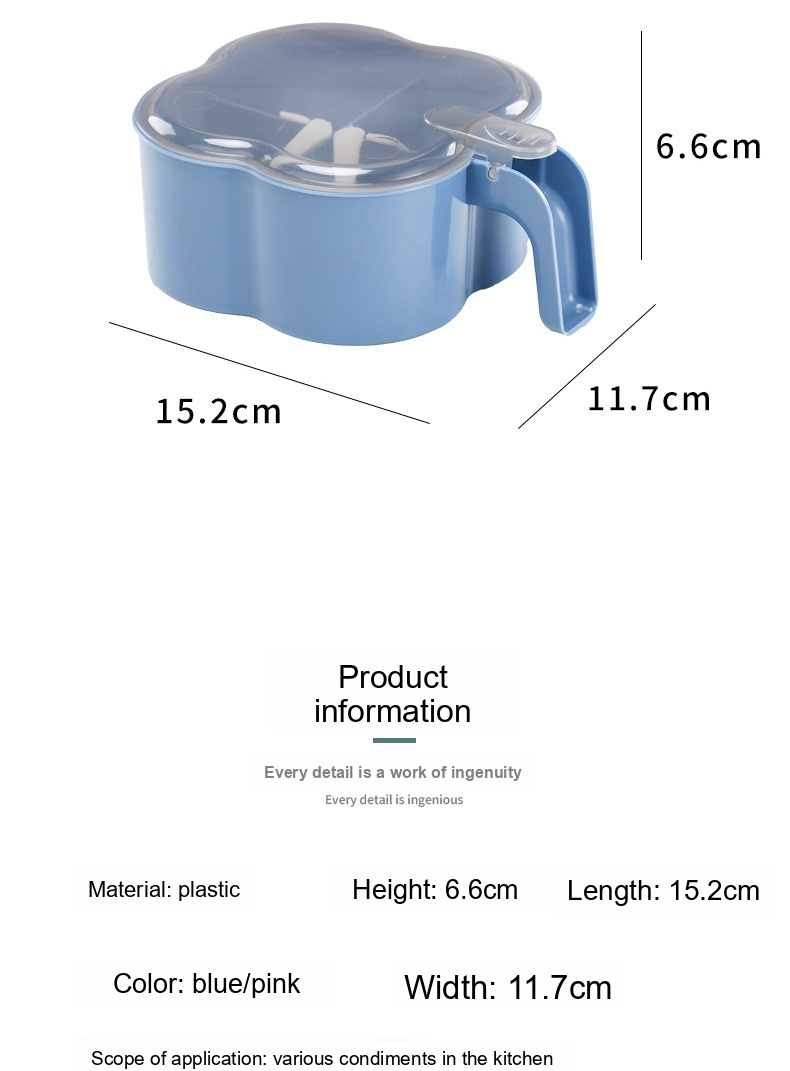 6.6cm
15.2cm
11.7cm
Product
information
Every detail is a work of ingenuity
Every detail is ingenious
Material: plastic
Height: 6.6cm
Length: 15.2cm
Color: blue/pink
Width: 11.7cm
Scope of application: various condiments in the kitchen